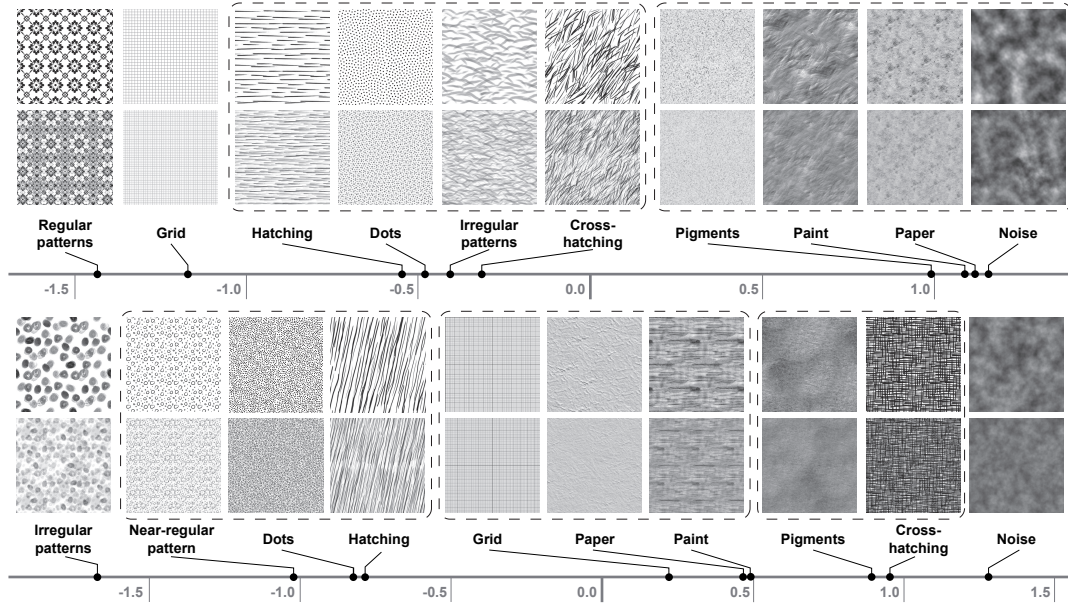 Regular
patterns
Grid
Hatching
Dots
Irregular
patterns
Cross-
hatching
Pigments
Paint
Paper
Noise
-1.5
-1.0
-0.5
0.0
0.5
1.0
Irregular
patterns
Near-regular
pattern
Dots
Hatching
Grid
Paper
Paint
Pigments
Cross-
hatching
Noise
-1.5
-1.0
-0.5
0.0
0.5
1.0
1.5